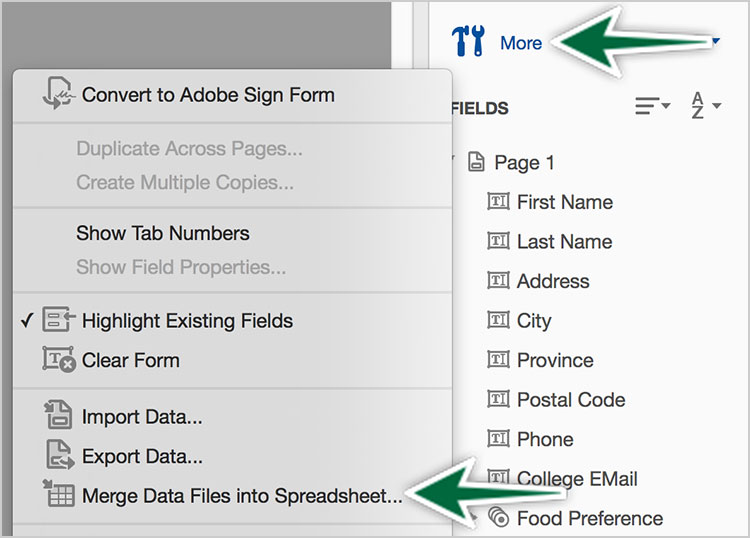 More
Convert to Adobe Sign Form
Duplicate Across Pages...
Create Multiple Copies...
Show Tab Numbers
Show Field Properties...
✓ Highlight Existing Fields
Clear Form
Import Data...
Export Data...
Merge Data Files into Spreadsheet...
FIELDS
A
Z
Page 1
First Name
Last Name
Address
City
Province
Postal Code
Phone
College EMail
Food Preference